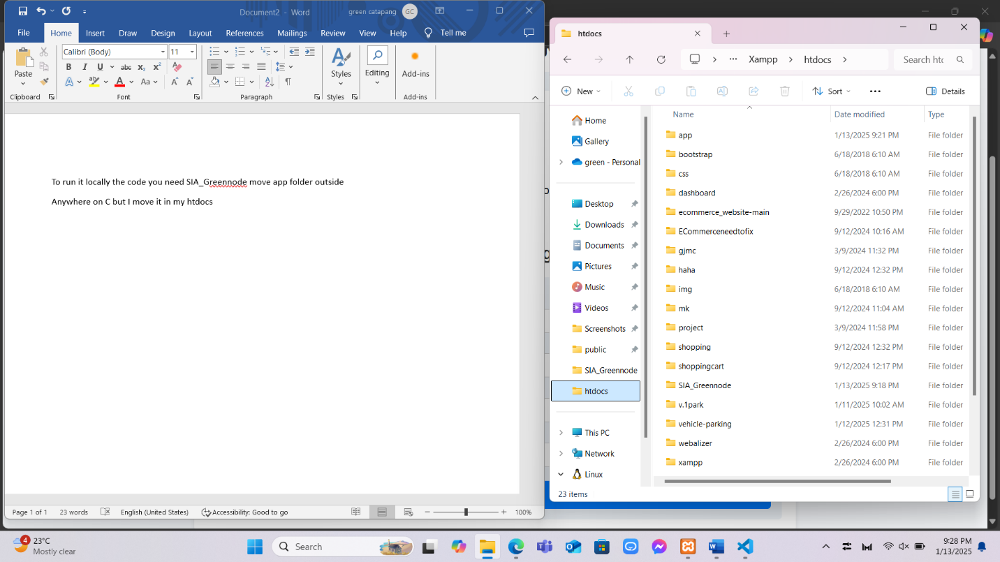 Document2 - Word
green catapang
GC
File
Home
Insert
Draw
Design
Layout
References
Mailings
Review
View
Help
Tell me
Paste
Calibri (Body)
11
Styles
Editing
Add-ins
Clipboard
Font
Paragraph
Styles
Add-ins
To run it locally the code you need SIA_Greennode move app folder outside
Anywhere on C but I move it in my htdocs
Page 1 of 1
23 words
English (United States)
Accessibility: Good to go
100%
htdocs
Xampp
htdocs
Search htc
New
Sort
Details
Home
Gallery
green - Personal
Desktop
Downloads
Documents
Pictures
Music
Videos
Screenshots
public
SIA_Greennode
htdocs
This PC
Network
Linux
Name Date modified Type
app 1/13/2025 9:21 PM File folder
bootstrap 6/18/2018 6:10 AM File folder
css 6/18/2018 6:10 AM File folder
dashboard 2/26/2024 6:00 PM File folder
ecommerce_website-main 9/29/2022 10:50 PM File folder
ECommerceneedtofix 9/12/2024 10:16 AM File folder
gjmc 3/9/2024 11:32 PM File folder
haha 9/12/2024 12:32 PM File folder
img 6/18/2018 6:10 AM File folder
mk 9/12/2024 11:04 AM File folder
project 3/9/2024 11:58 PM File folder
shopping 9/12/2024 12:32 PM File folder
shoppingcart 9/12/2024 12:17 PM File folder
SIA_Greennode 1/13/2025 9:18 PM File folder
v.1park 1/11/2025 10:02 AM File folder
vehicle-parking 1/12/2025 12:31 PM File folder
webalizer 2/26/2024 6:00 PM File folder
xampp 2/26/2024 6:00 PM File folder
23 items
4
23°C
Mostly clear
Search
9:28 PM
1/13/2025